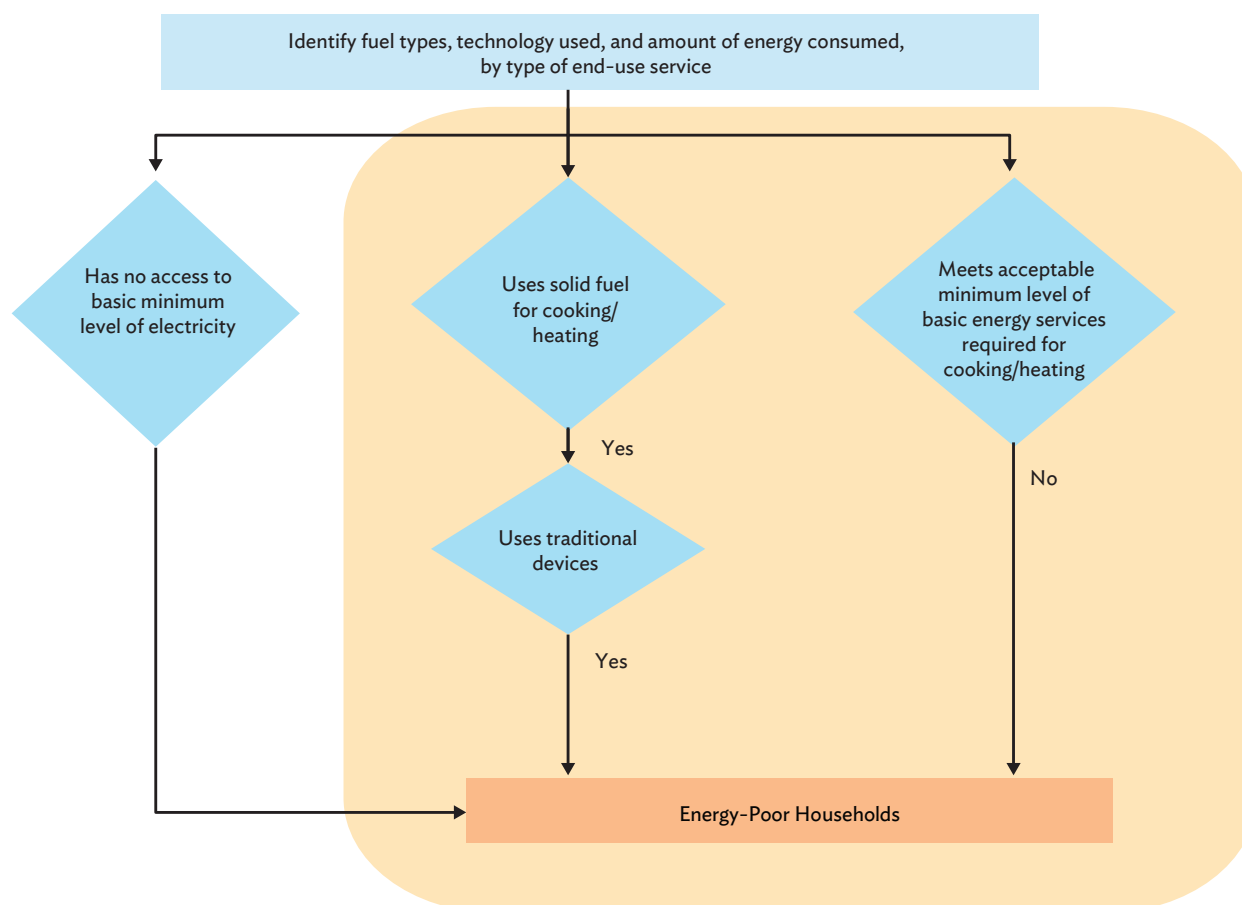 Identify fuel types, technology used, and amount of energy consumed,
by type of end-use service
Has no access to
basic minimum
level of electricity
Uses solid fuel
for cooking/
heating
Meets acceptable
minimum level of
basic energy services
required for
cooking/heating
Yes
No
Uses traditional
devices
Yes
Energy-Poor Households